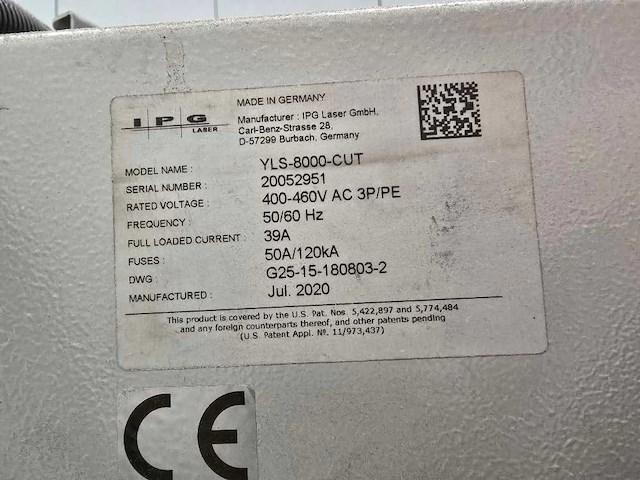 IPG
LASER
MADE IN GERMANY
Manufacturer : IPG Laser GmbH,
Carl-Benz-Strasse 28,
D-57299 Burbach, Germany
MODEL NAME : YLS-8000-CUT
SERIAL NUMBER : 20052951
RATED VOLTAGE : 400-460V AC 3P/PE
FREQUENCY : 50/60 Hz
FULL LOADED CURRENT : 39A
FUSES : 50A/120kA
DWG : G25-15-180803-2
MANUFACTURED : Jul. 2020
This product is covered by the U.S. Pat. Nos. 5,422,897 and 5,774,484
and any foreign counterparts thereof, and other patents pending
(U.S. Patent Appl. Nº. 11/973,437)
CE